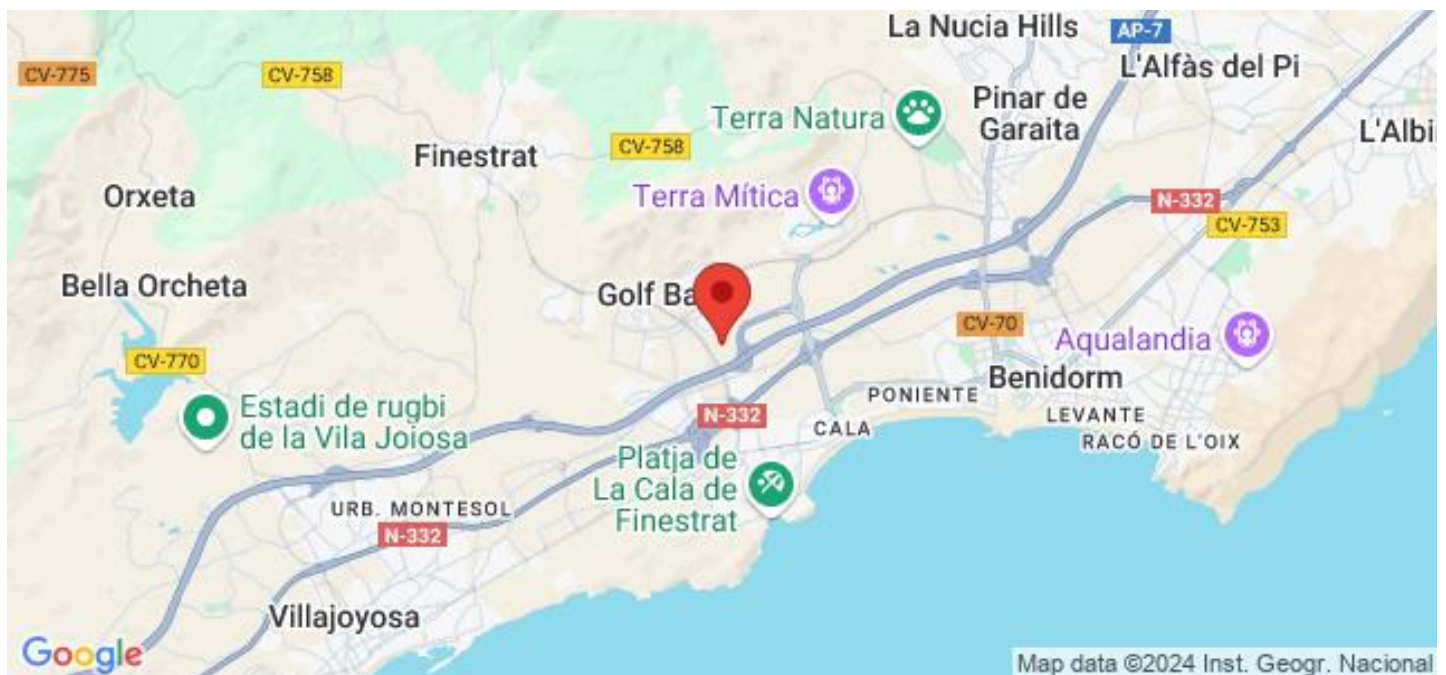 La Nucia Hills
AP-7
CV-775
CV-758
L'Alfàs del Pi
Terra Natura
Pinar de
Garaita
Finestrat
CV-758
Orxeta
Terra Mítica
N-332
CV-753
Bella Orcheta
Golf Ba
CV-70
Aqualandia
CV-770
Benidorm
PONIENTE
LEVANTE
Estadi de rugbi
de la Vila Joiosa
N-332
CALA
RACÓ DE L'OIX
Platja de
La Cala de
Finestrat
URB. MONTESOL
N-332
Villajoyosa
Google
Map data ©2024 Inst. Geogr. Nacional